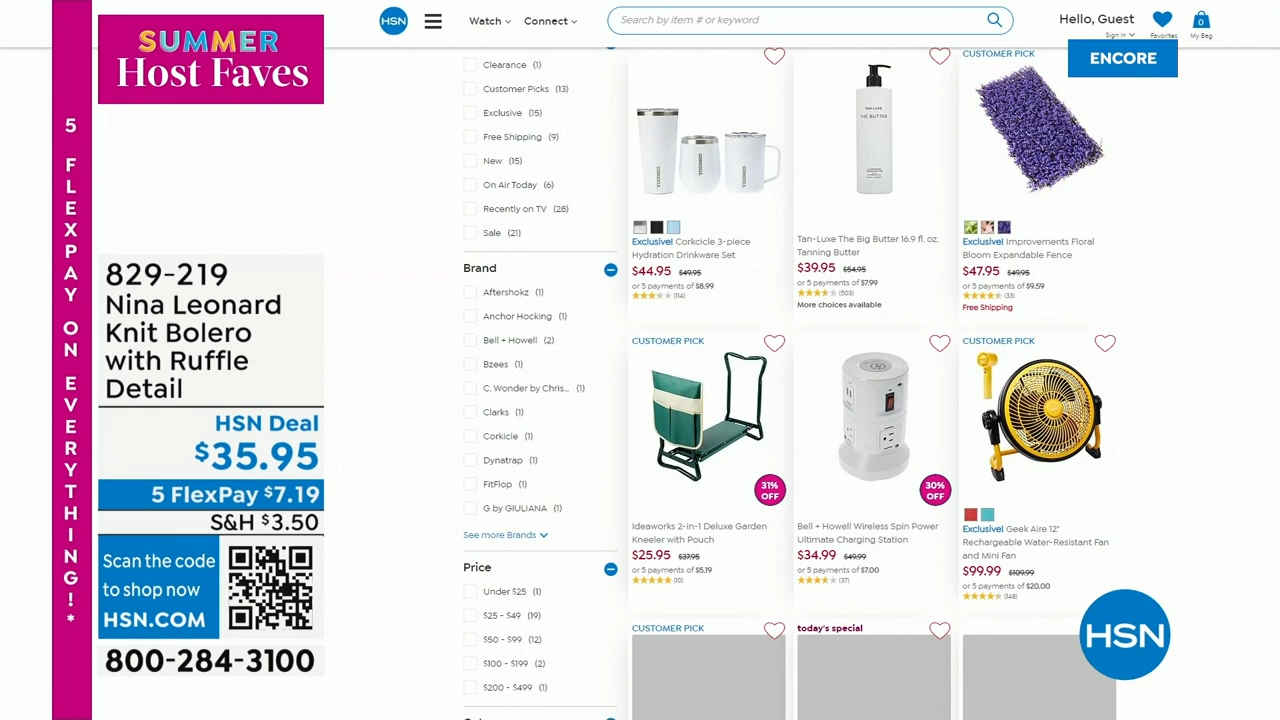 SUMMER
Host Faves
5 FLEXPAY ON EVERYTHING!*
829-219
Nina Leonard
Knit Bolero
with Ruffle
Detail
HSN Deal
$35.95
5 FlexPay $7.19
S&H $3.50
Scan the code
to shop now
HSN.COM
800-284-3100
HSN
Watch
Connect
Search by item # or keyword
Hello, Guest
Sign In
Favorites
0
My Bag
ENCORE
Clearance (1)
Customer Picks (13)
Exclusive (15)
Free Shipping (9)
New (15)
On Air Today (6)
Recently on TV (28)
Sale (21)
Brand
Aftershokz (1)
Anchor Hocking (1)
Bell + Howell (2)
Bzees (1)
C. Wonder by Chris... (1)
Clarks (1)
Corkicle (1)
Dynatrap (1)
FitFlop (1)
G by GIULIANA (1)
See more Brands
Price
Under $25 (1)
$25 - $49 (19)
$50 - $99 (12)
$100 - $199 (2)
$200 - $499 (1)
CORKCICLE
CORKCICLE
CORKCICLE
Exclusive! Corkcicle 3-piece
Hydration Drinkware Set
$44.95 $49.95
or 5 payments of $8.99
(114)
TAN-LUXE
THE BUTTER
Tan-Luxe The Big Butter 16.9 fl. oz.
Tanning Butter
$39.95 $54.95
or 5 payments of $7.99
(503)
More choices available
CUSTOMER PICK
Exclusive! Improvements Floral
Bloom Expandable Fence
$47.95 $49.95
or 5 payments of $9.59
(33)
Free Shipping
CUSTOMER PICK
31%
OFF
Ideaworks 2-in-1 Deluxe Garden
Kneeler with Pouch
$25.95 $37.95
or 5 payments of $5.19
(10)
30%
OFF
Bell + Howell Wireless Spin Power
Ultimate Charging Station
$34.99 $49.99
or 5 payments of $7.00
(37)
CUSTOMER PICK
Exclusive! Geek Aire 12"
Rechargeable Water-Resistant Fan
and Mini Fan
$99.99 $109.99
or 5 payments of $20.00
(148)
CUSTOMER PICK
today's special
HSN